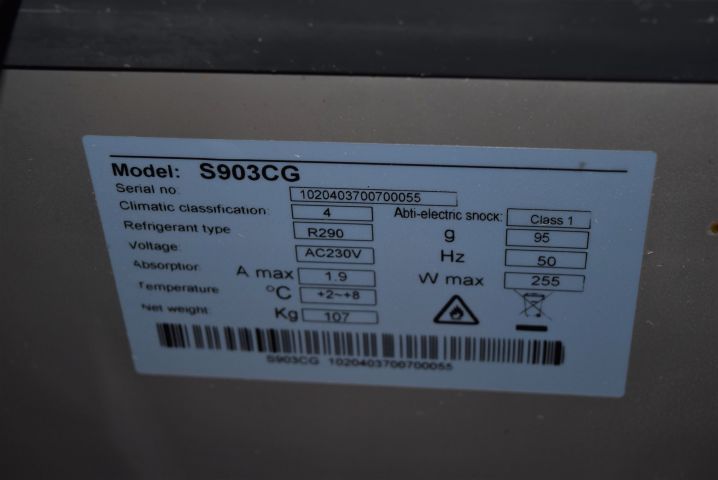 Model: S903CG
Serial no: 1020403700700055
Climatic classification: 4 Abti-electric snock: Class 1
Refrigerant type R290 g 95
Voltage: AC230V Hz 50
Absorption A max 1.9 W max 255
Temperature °C +2~+8
Net weight: Kg 107
S903CG 1020403700700055